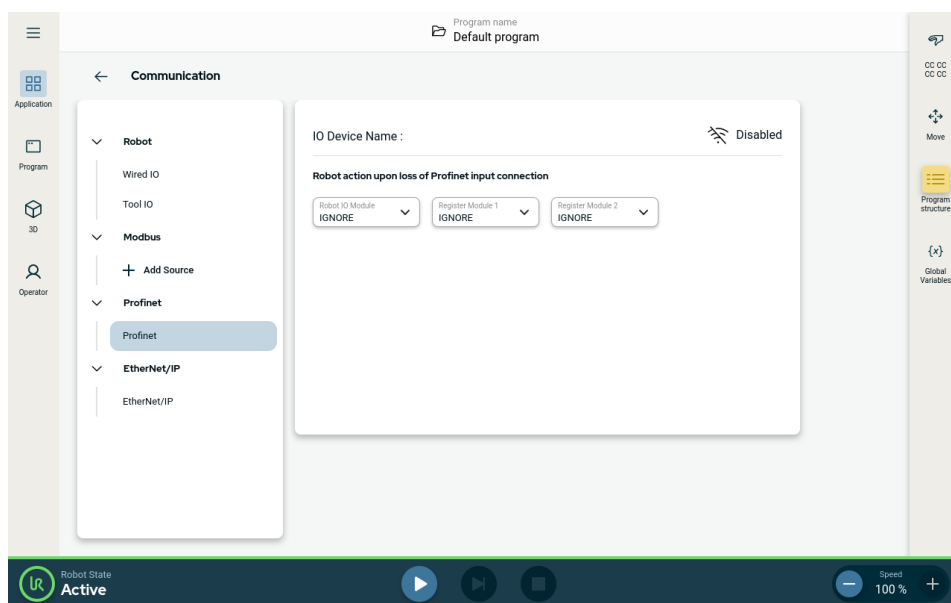 Program name
Default program
Communication
Application
Program
3D
Operator
Robot
Wired IO
Tool IO
Modbus
Add Source
Profinet
Profinet
EtherNet/IP
EtherNet/IP
IO Device Name :
Disabled
Robot action upon loss of Profinet input connection
Robot IO Module
IGNORE
Register Module 1
IGNORE
Register Module 2
IGNORE
CC CC
CC CC
Move
Program
structure
{x}
Global
Variables
Robot State
Active
Speed
100 %